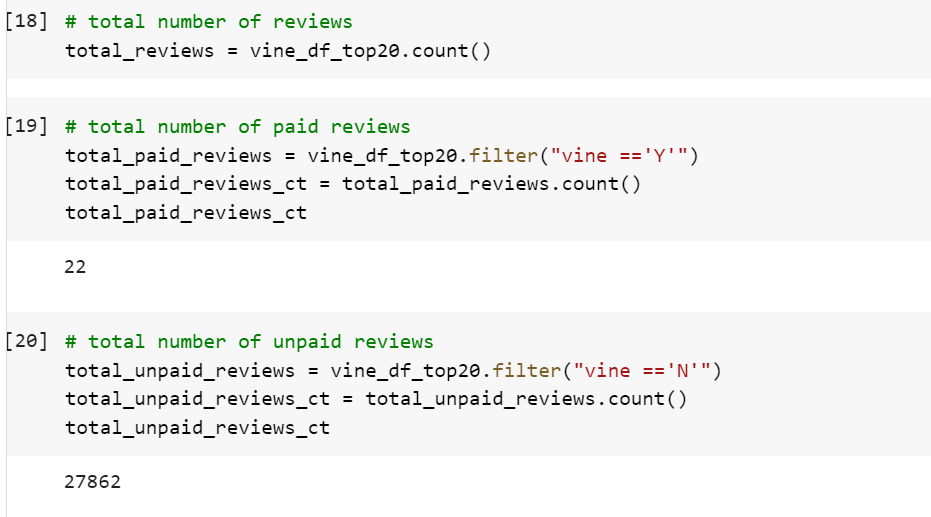 [18] # total number of reviews
total_reviews = vine_df_top20.count()
[19] # total number of paid reviews
total_paid_reviews = vine_df_top20.filter("vine =='Y'")
total_paid_reviews_ct = total_paid_reviews.count()
total_paid_reviews_ct
22
[20] # total number of unpaid reviews
total_unpaid_reviews = vine_df_top20.filter("vine =='N'")
total_unpaid_reviews_ct = total_unpaid_reviews.count()
total_unpaid_reviews_ct
27862